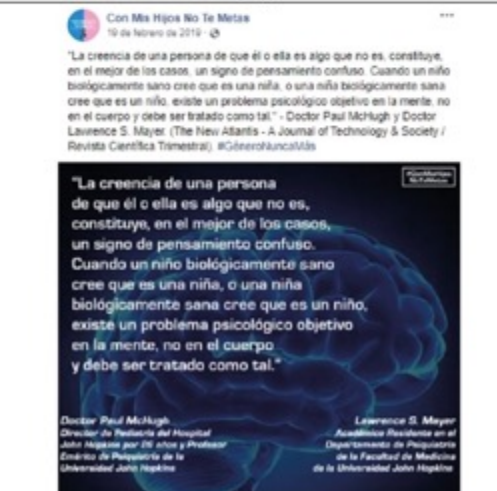 Con Mis Hijos No Te Metas
19 de febrero de 2019 ·
"La creencia de una persona de que él o ella es algo que no es, constituye,
en el mejor de los casos, un signo de pensamiento confuso. Cuando un niño
biológicamente sano cree que es una niña, o una niña biológicamente sana
cree que es un niño, existe un problema psicológico objetivo en la mente, no
en el cuerpo y debe ser tratado como tal." - Doctor Paul McHugh y Doctor
Lawrence S. Mayer. (The New Atlantis - A Journal of Technology & Society /
Revista Científica Trimestral). #GéneroNuncaMás
#ConMisHijos
NoTeMetas
"La creencia de una persona
de que él o ella es algo que no es,
constituye, en el mejor de los casos,
un signo de pensamiento confuso.
Cuando un niño biológicamente sano
cree que es una niña, o una niña
biológicamente sana cree que es un niño,
existe un problema psicológico objetivo
en la mente, no en el cuerpo
y debe ser tratado como tal."
Doctor Paul McHugh
Director de Pediatría del Hospital
John Hopkins por 26 años y Profesor
Emérito de Psiquiatría de la
Universidad John Hopkins
Lawrence S. Mayer
Académico Residente en el
Departamento de Psiquiatría
de la Facultad de Medicina
de la Universidad John Hopkins